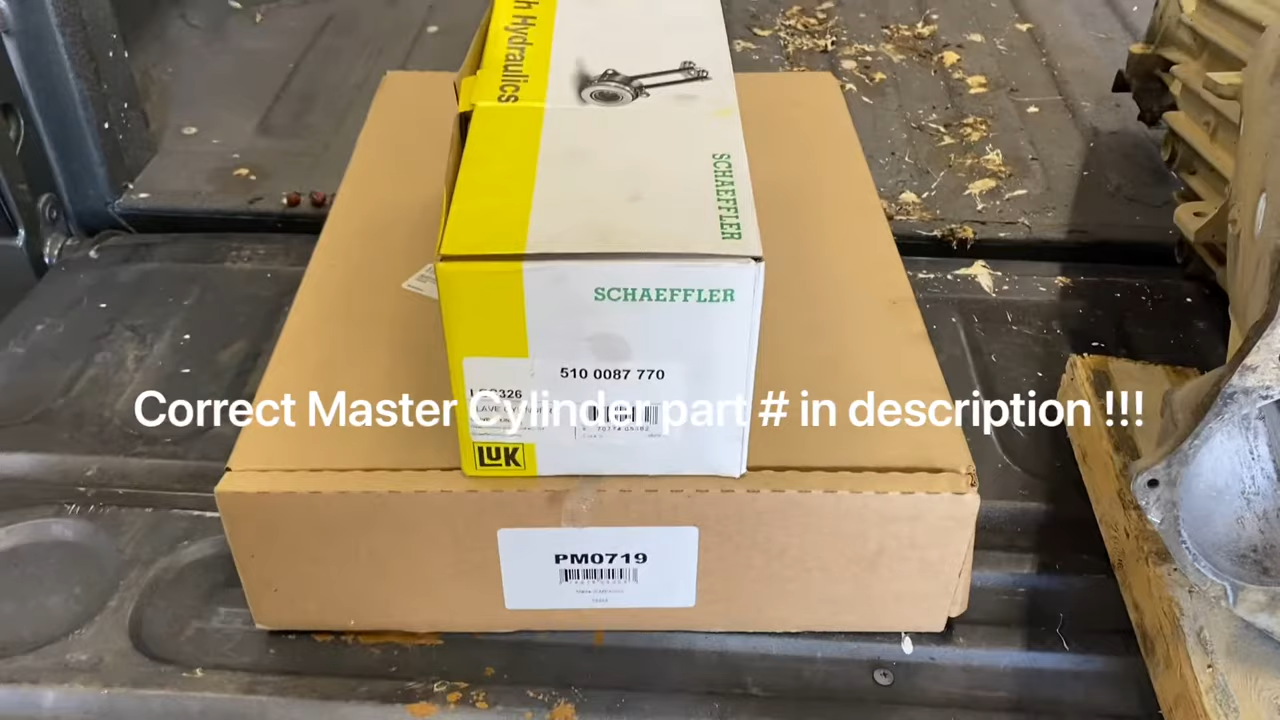 h Hydraulics
SCHAEFFLER
SCHAEFFLER
510 0087 770
Correct Master Cylinder part # in description !!!
LUK
PM0719